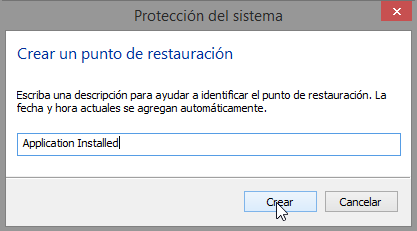 Protección del sistema
Crear un punto de restauración
Escriba una descripción para ayudar a identificar el punto de restauración. La
fecha y hora actuales se agregan automáticamente.
Application Installed
Crear
Cancelar